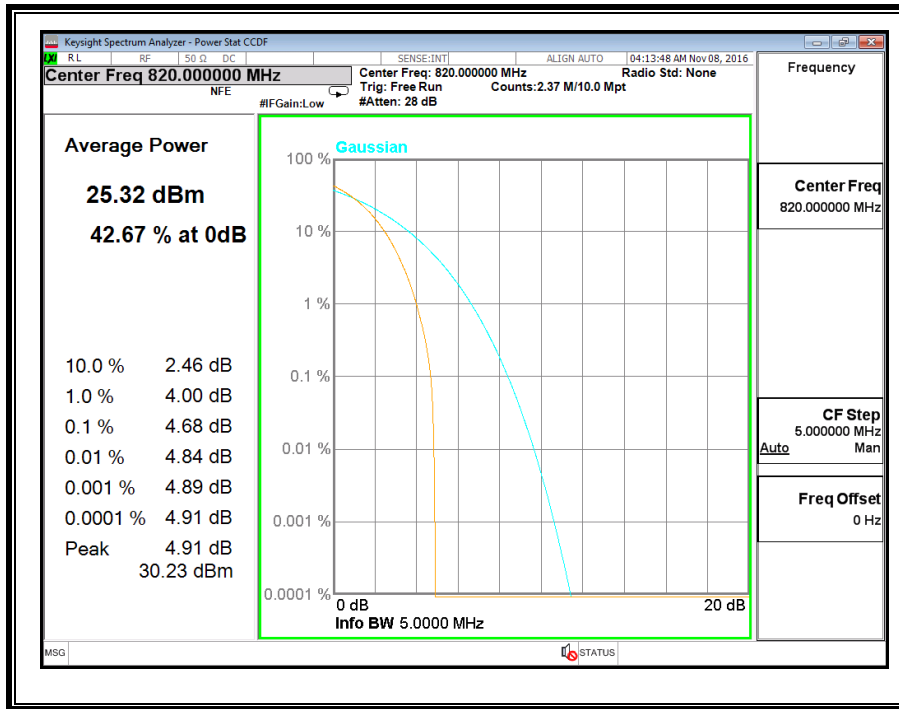 Keysight Spectrum Analyzer - Power Stat CCDF
LXI RL RF 50 Ω DC SENSE:INT ALIGN AUTO 04:13:48 AM Nov 08, 2016
Center Freq 820.000000 MHz
NFE
#IFGain:Low
Center Freq: 820.000000 MHz
Trig: Free Run
#Atten: 28 dB
Counts:2.37 M/10.0 Mpt
Radio Std: None
Average Power
25.32 dBm
42.67 % at 0dB
10.0 % 2.46 dB
1.0 % 4.00 dB
0.1 % 4.68 dB
0.01 % 4.84 dB
0.001 % 4.89 dB
0.0001 % 4.91 dB
Peak 4.91 dB
30.23 dBm
Gaussian
100 %
10 %
1 %
0.1 %
0.01 %
0.001 %
0.0001 %
0 dB 20 dB
Info BW 5.0000 MHz
Frequency
Center Freq
820.000000 MHz
CF Step
5.000000 MHz
Auto Man
Freq Offset
0 Hz
MSG STATUS